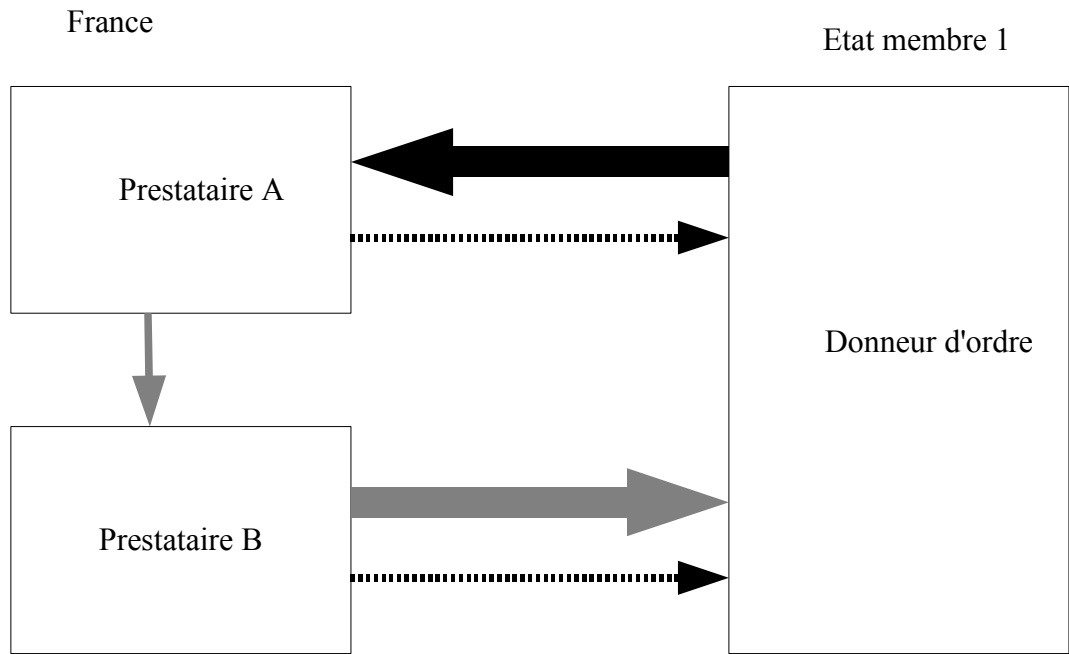 France
Etat membre 1
Prestataire A
Donneur d'ordre
Prestataire B